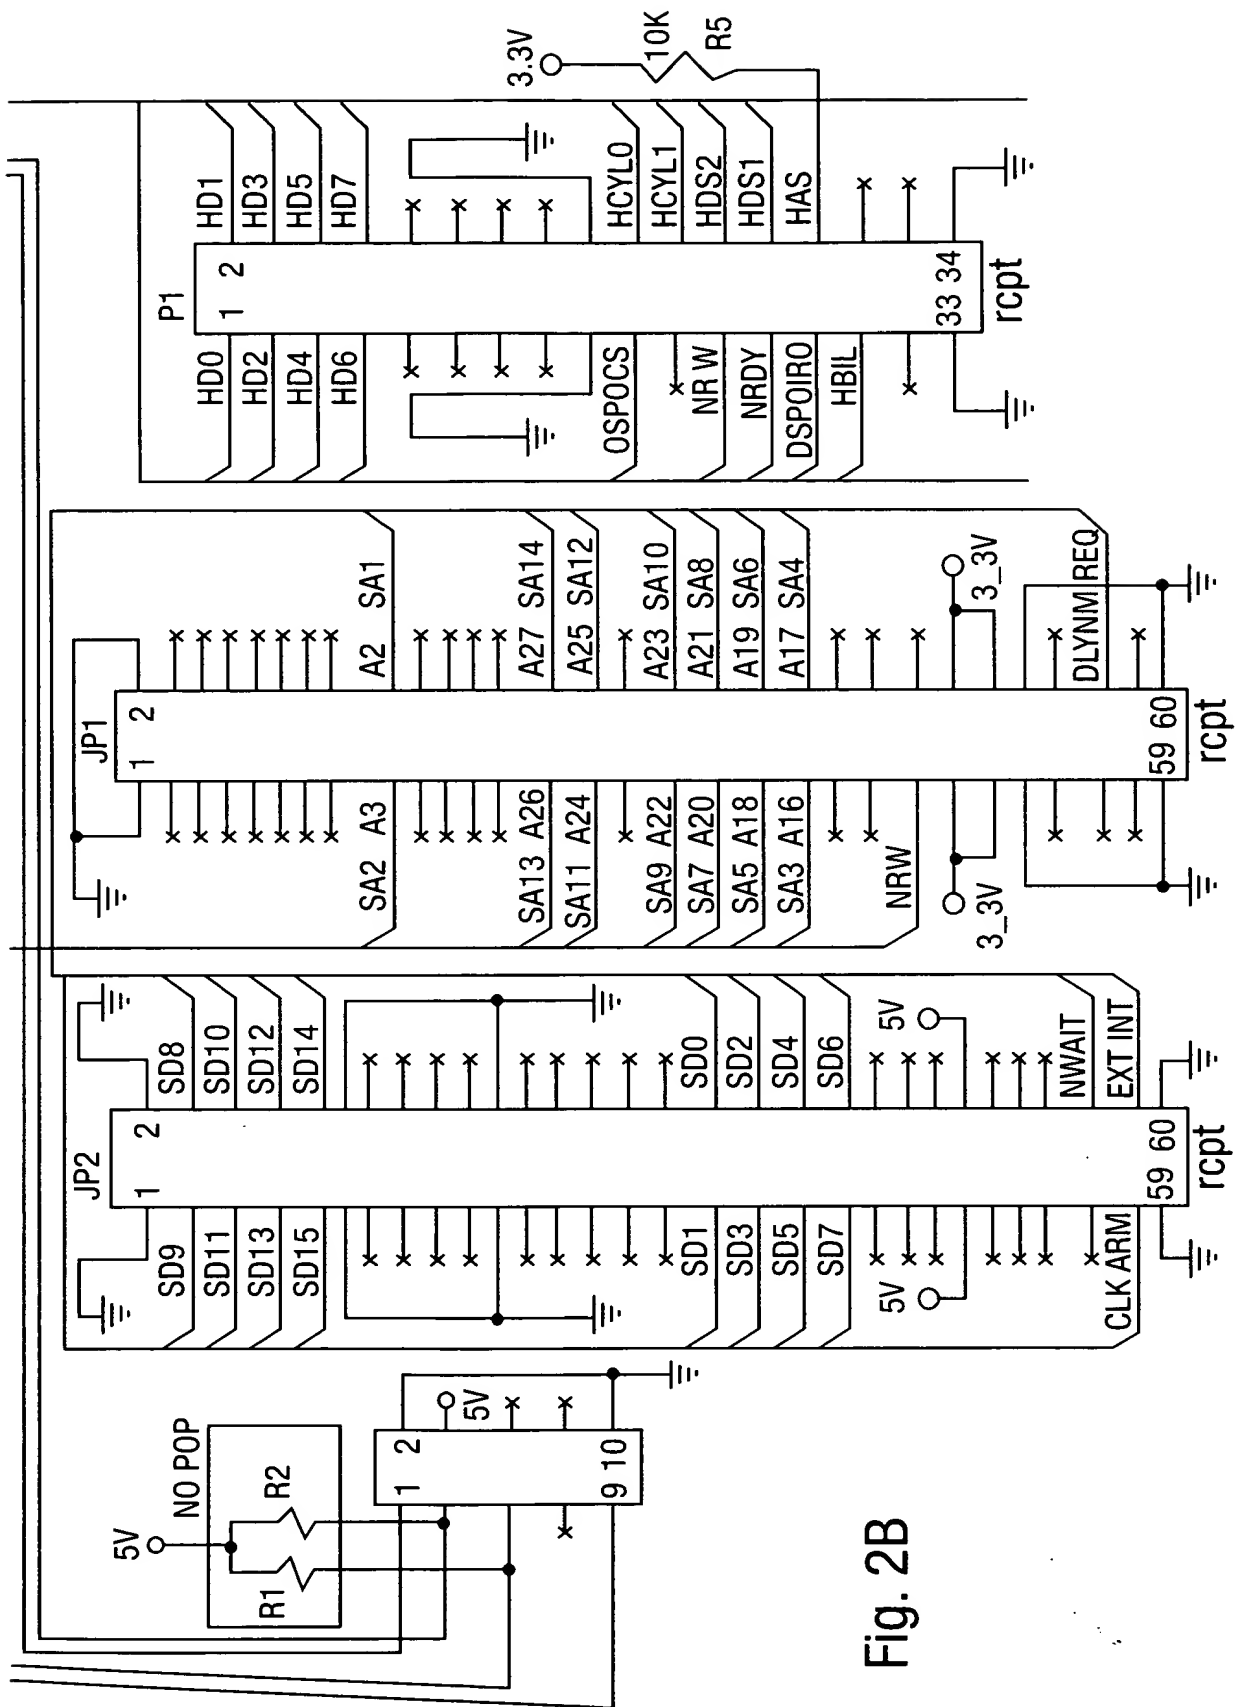 NO POP
5V
R1
R2
1 2
5V
9 10
JP2
1 2
SD9
SD8
SD11
SD10
SD13
SD12
SD15
SD14
SD1
SD0
SD3
SD2
SD5
SD4
SD7
SD6
5V
5V
NWAIT
CLK ARM
EXT INT
59 60
rcpt
JP1
1 2
SA2 A3
A2 SA1
SA13 A26
A27 SA14
SA11 A24
A25 SA12
SA9 A22
A23 SA10
SA7 A20
A21 SA8
SA5 A18
A19 SA6
SA3 A16
A17 SA4
NRW
3_3V
3_3V
DLYNM REQ
59 60
rcpt
P1
1 2
HD0
HD1
HD2
HD3
HD4
HD5
HD6
HD7
OSPOCS
HCYL0
HCYL1
NR W
HDS2
NRDY
HDS1
DSPOIRO
HAS
HBIL
33 34
rcpt
3.3V
10K
R5
Fig. 2B